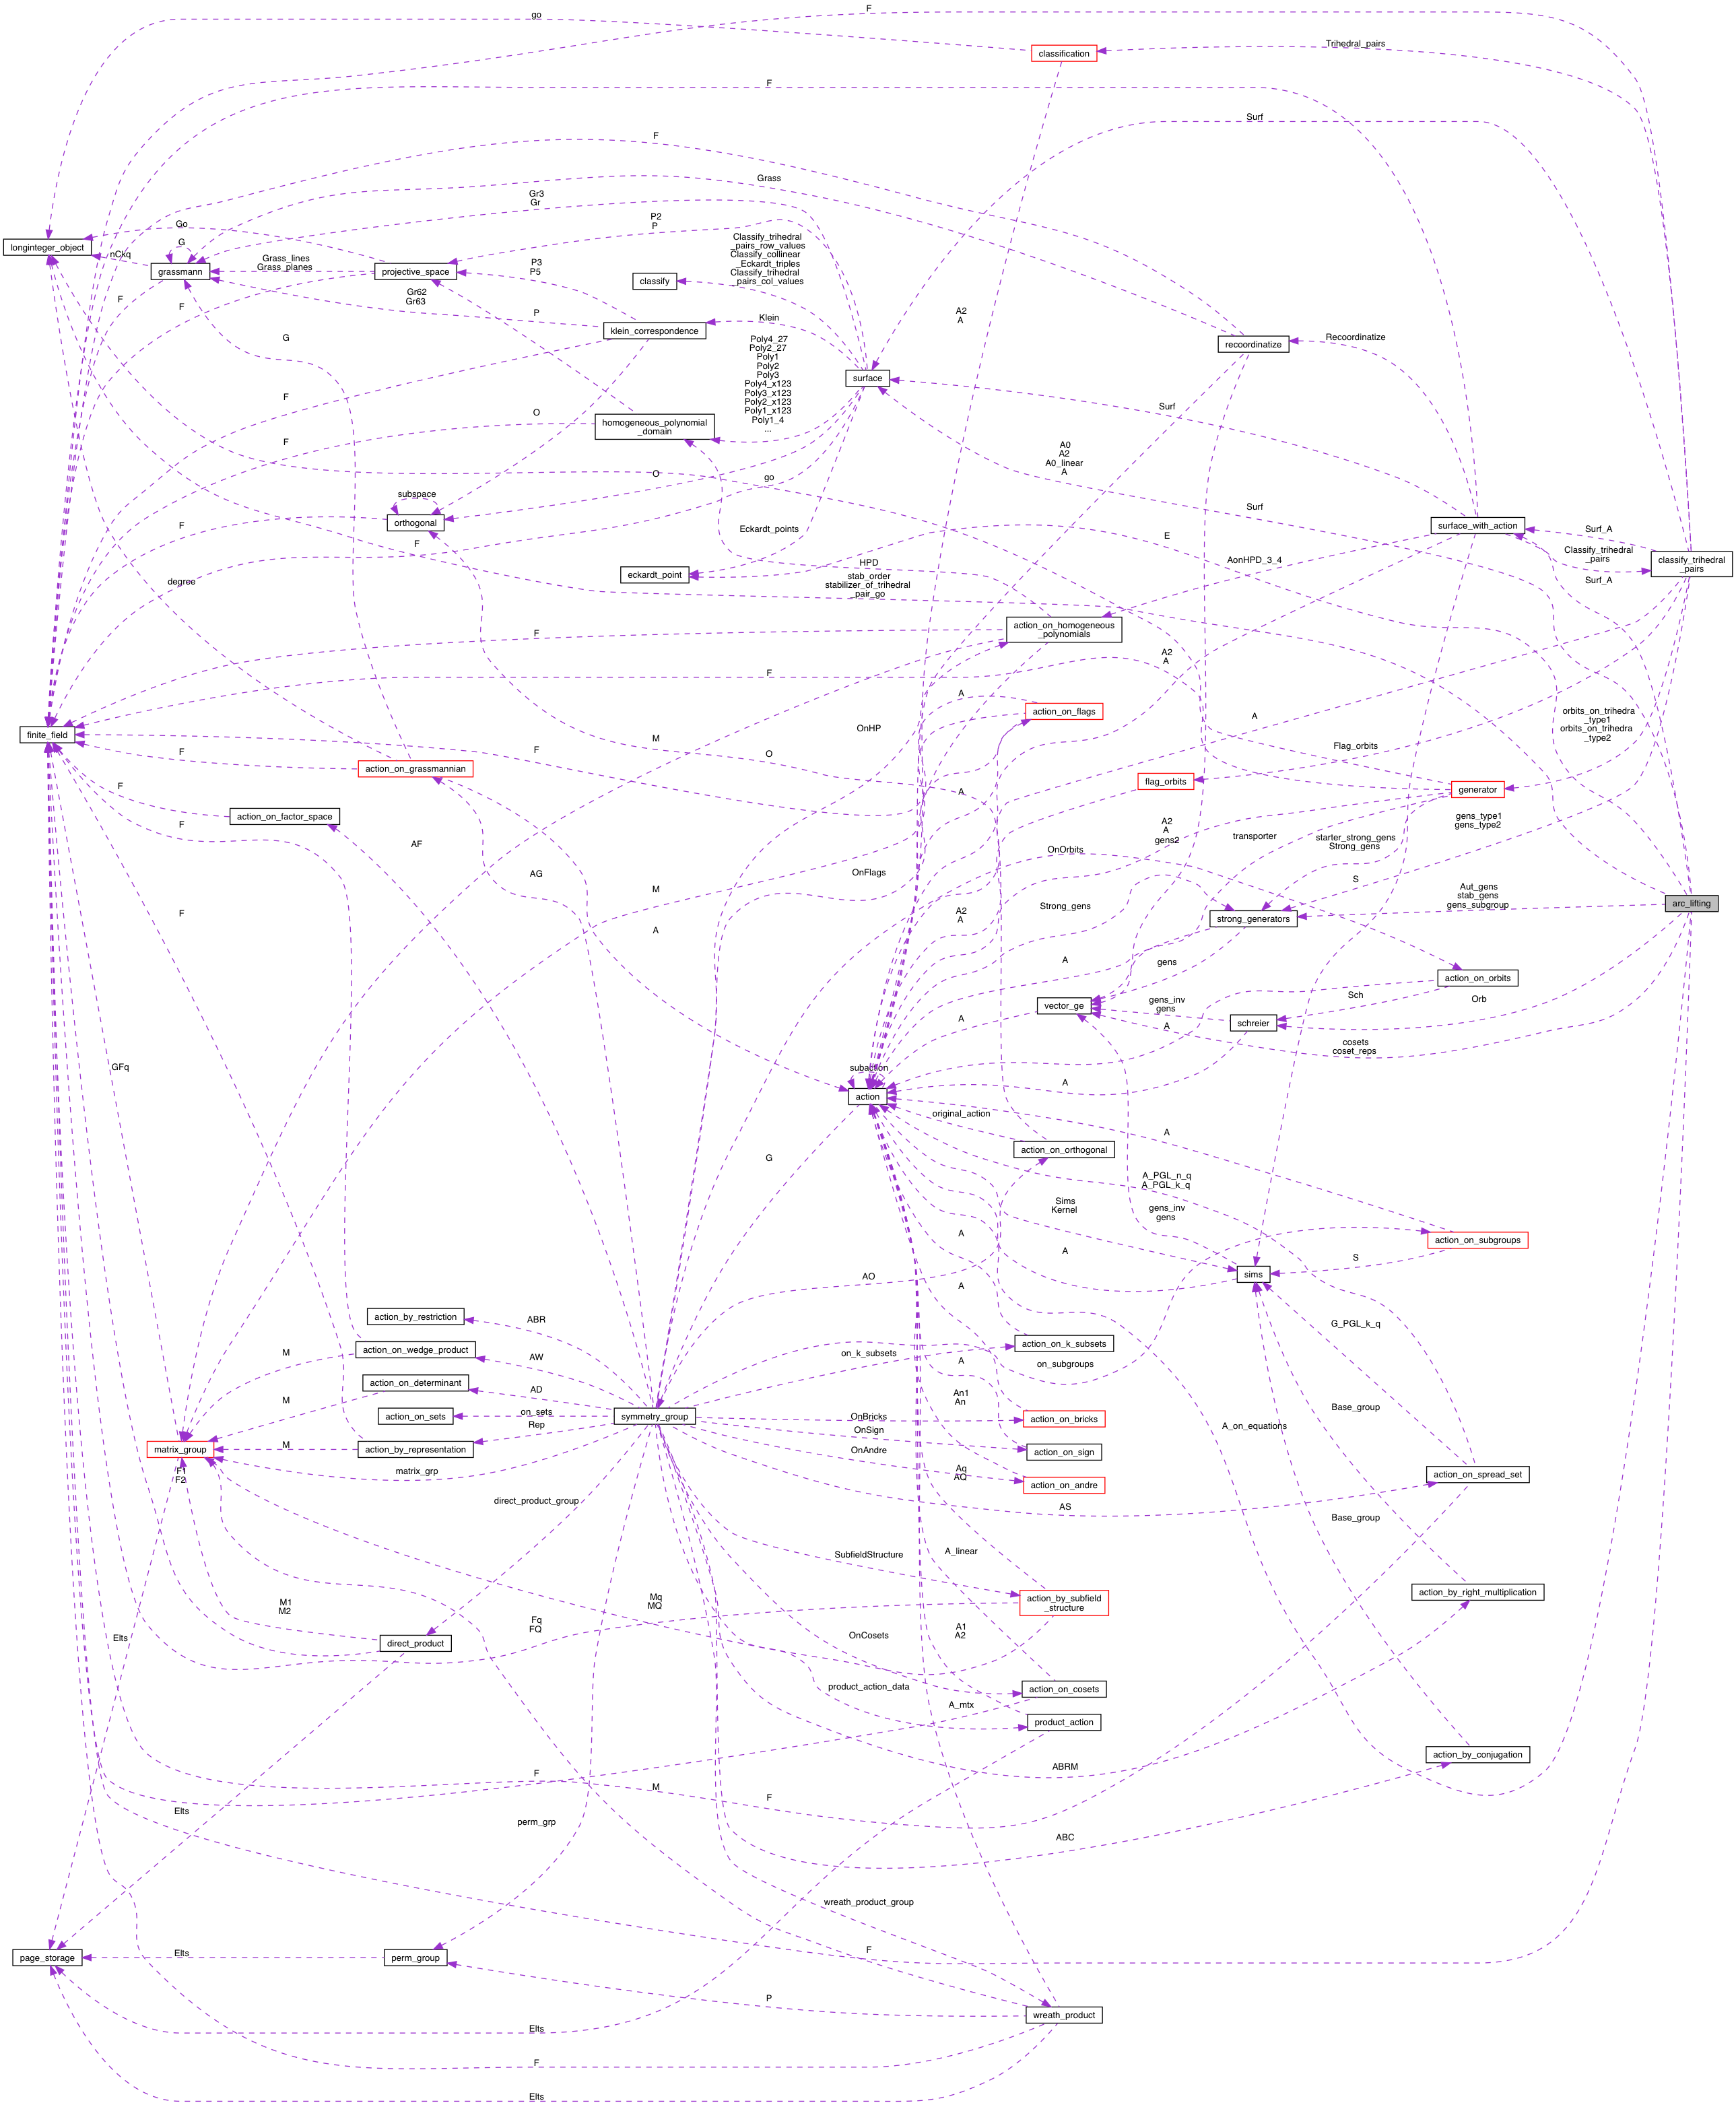 go
F
classification
Trihedral_pairs
F
Surf
F
Grass
Gr3
Gr
P2
P
Go
longinteger_object
nCkq
G
grassmann
Grass_lines
Grass_planes
projective_space
P3
P5
Classify_trihedral
_pairs_row_values
Classify_collinear
_Eckardt_triples
Classify_trihedral
_pairs_col_values
classify
F
F
Gr62
Gr63
P
klein_correspondence
Klein
A2
A
G
recoordinatize
Recoordinatize
Poly4_27
Poly2_27
Poly1
Poly2
Poly3
Poly4_x123
Poly3_x123
Poly2_x123
Poly1_x123
Poly1_4
...
surface
F
O
homogeneous_polynomial
_domain
Surf
F
A0
A2
A0_linear
A
O
go
subspace
orthogonal
F
F
Eckardt_points
Surf
surface_with_action
Surf_A
E
Classify_trihedral
_pairs
classify_trihedral
_pairs
Surf_A
degree
eckardt_point
HPD
stab_order
stabilizer_of_trihedral
_pair_go
AonHPD_3_4
action_on_homogeneous
_polynomials
F
A2
A
F
A
action_on_flags
A
orbits_on_trihedra
_type1
orbits_on_trihedra
_type2
finite_field
OnHP
M
F
O
Flag_orbits
F
action_on_grassmannian
flag_orbits
generator
F
action_on_factor_space
A
AF
F
A2
A
gens2
transporter
starter_strong_gens
Strong_gens
gens_type1
gens_type2
OnOrbits
AG
OnFlags
M
S
Aut_gens
stab_gens
gens_subgroup
arc_lifting
F
A
A2
A
Strong_gens
strong_generators
A
gens
action_on_orbits
Sch
Orb
vector_ge
gens_inv
gens
A
schreier
A
cosets
coset_reps
GFq
subaction
A
action
original_action
A
action_on_orthogonal
G
A_PGL_n_q
A_PGL_k_q
Sims
Kernel
gens_inv
gens
A
A
action_on_subgroups
S
sims
AO
A
ABR
action_by_restriction
G_PGL_k_q
action_on_k_subsets
M
action_on_wedge_product
AW
on_k_subsets
A
on_subgroups
action_on_determinant
AD
An1
An
M
action_on_sets
on_sets
symmetry_group
OnBricks
action_on_bricks
Base_group
Rep
OnSign
A_on_equations
matrix_group
M
action_by_representation
action_on_sign
OnAndre
F1
F2
matrix_grp
Aq
AQ
action_on_andre
action_on_spread_set
direct_product_group
AS
Base_group
SubfieldStructure
A_linear
action_by_subfield
_structure
action_by_right_multiplication
Mq
MQ
M1
M2
Fq
FQ
A1
A2
Elts
direct_product
OnCosets
product_action_data
action_on_cosets
A_mtx
product_action
action_by_conjugation
F
ABRM
M
F
Elts
perm_grp
ABC
wreath_product_group
page_storage
Elts
perm_group
F
P
wreath_product
Elts
F
Elts